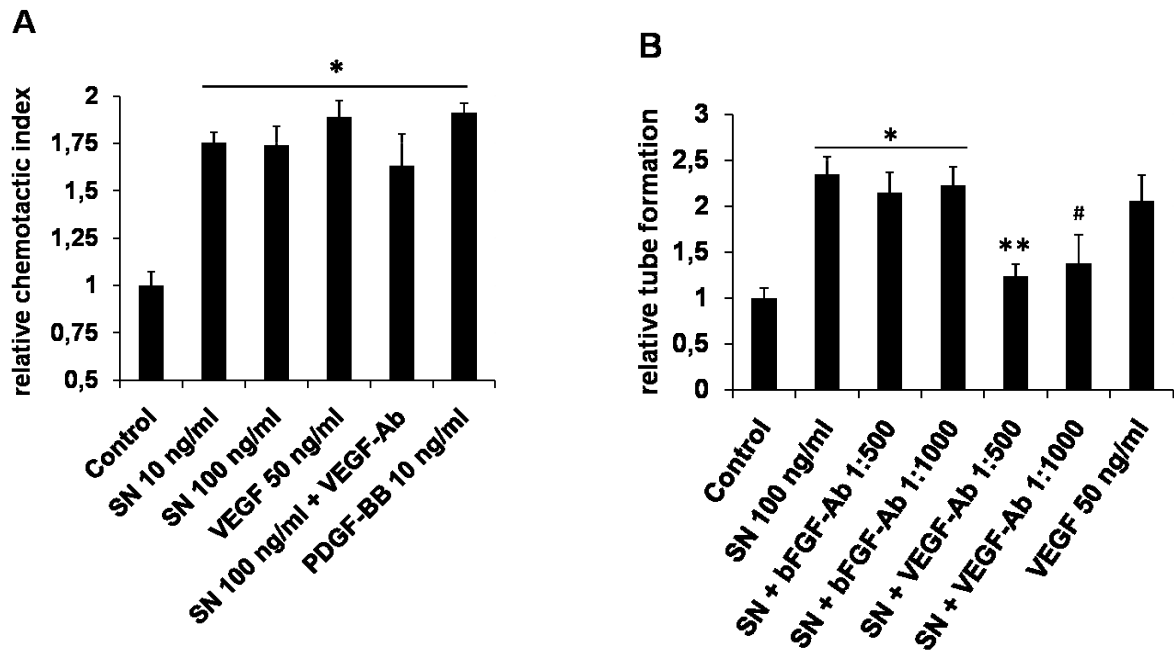 A
*
relative chemotactic index
2
1,75
1,5
1,25
1
0,75
0,5
Control
SN 10 ng/ml
SN 100 ng/ml
VEGF 50 ng/ml
SN 100 ng/ml + VEGF-Ab
PDGF-BB 10 ng/ml
B
*
**
#
relative tube formation
3
2,5
2
1,5
1
0,5
0
Control
SN 100 ng/ml
SN + bFGF-Ab 1:500
SN + bFGF-Ab 1:1000
SN + VEGF-Ab 1:500
SN + VEGF-Ab 1:1000
VEGF 50 ng/ml